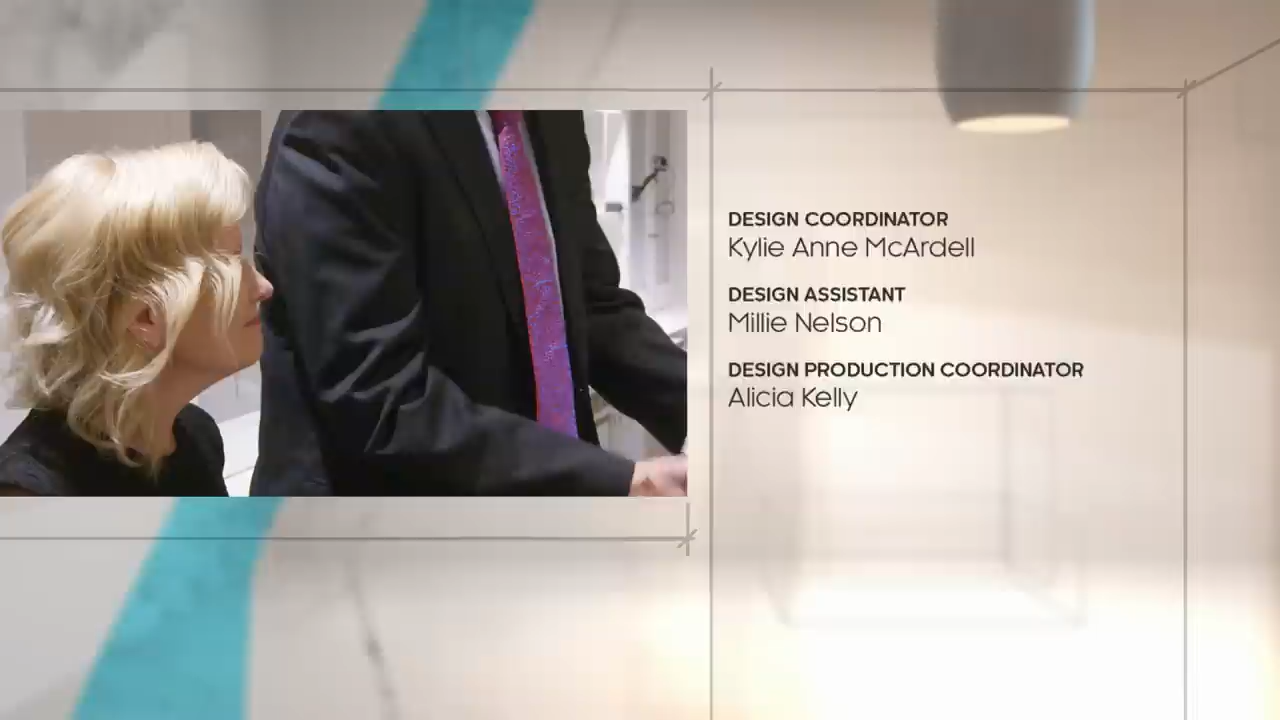 DESIGN COORDINATOR
Kylie Anne McArdell
DESIGN ASSISTANT
Millie Nelson
DESIGN PRODUCTION COORDINATOR
Alicia Kelly